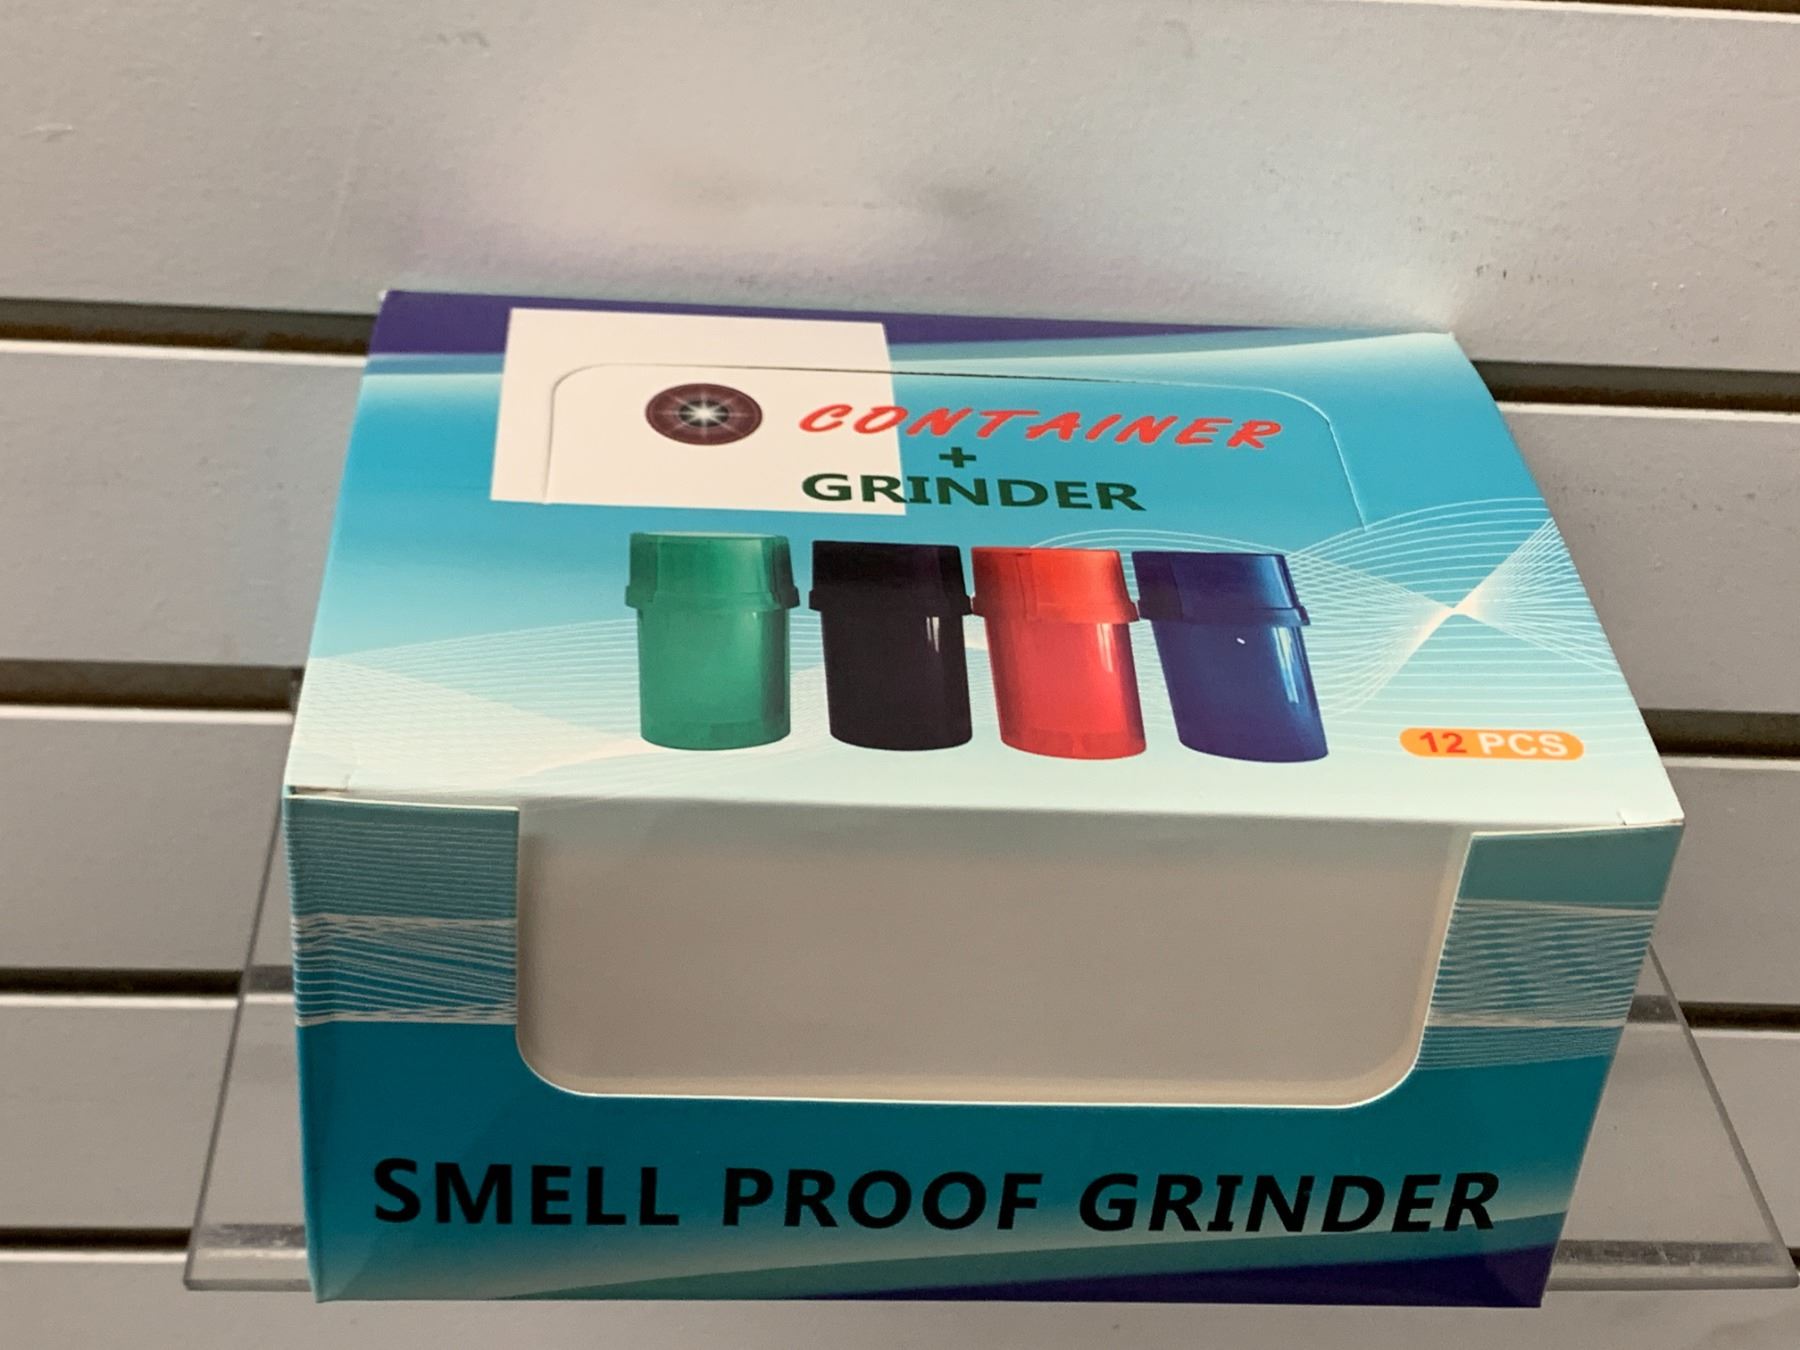 CONTAINER
+
GRINDER
12 PCS
SMELL PROOF GRINDER